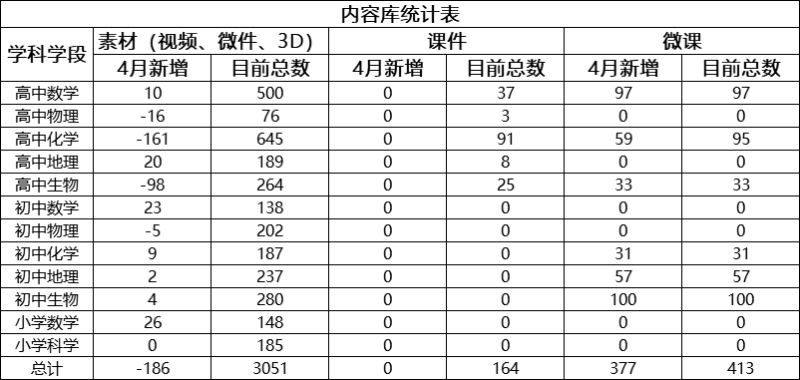 内容库统计表
学科学段 素材（视频、微件、3D） 课件 微课
4月新增 目前总数 4月新增 目前总数 4月新增 目前总数
高中数学 10 500 0 37 97 97
高中物理 -16 76 0 3 0 0
高中化学 -161 645 0 91 59 95
高中地理 20 189 0 8 0 0
高中生物 -98 264 0 25 33 33
初中数学 23 138 0 0 0 0
初中物理 -5 202 0 0 0 0
初中化学 9 187 0 0 31 31
初中地理 2 237 0 0 57 57
初中生物 4 280 0 0 100 100
小学数学 26 148 0 0 0 0
小学科学 0 185 0 0 0 0
总计 -186 3051 0 164 377 413